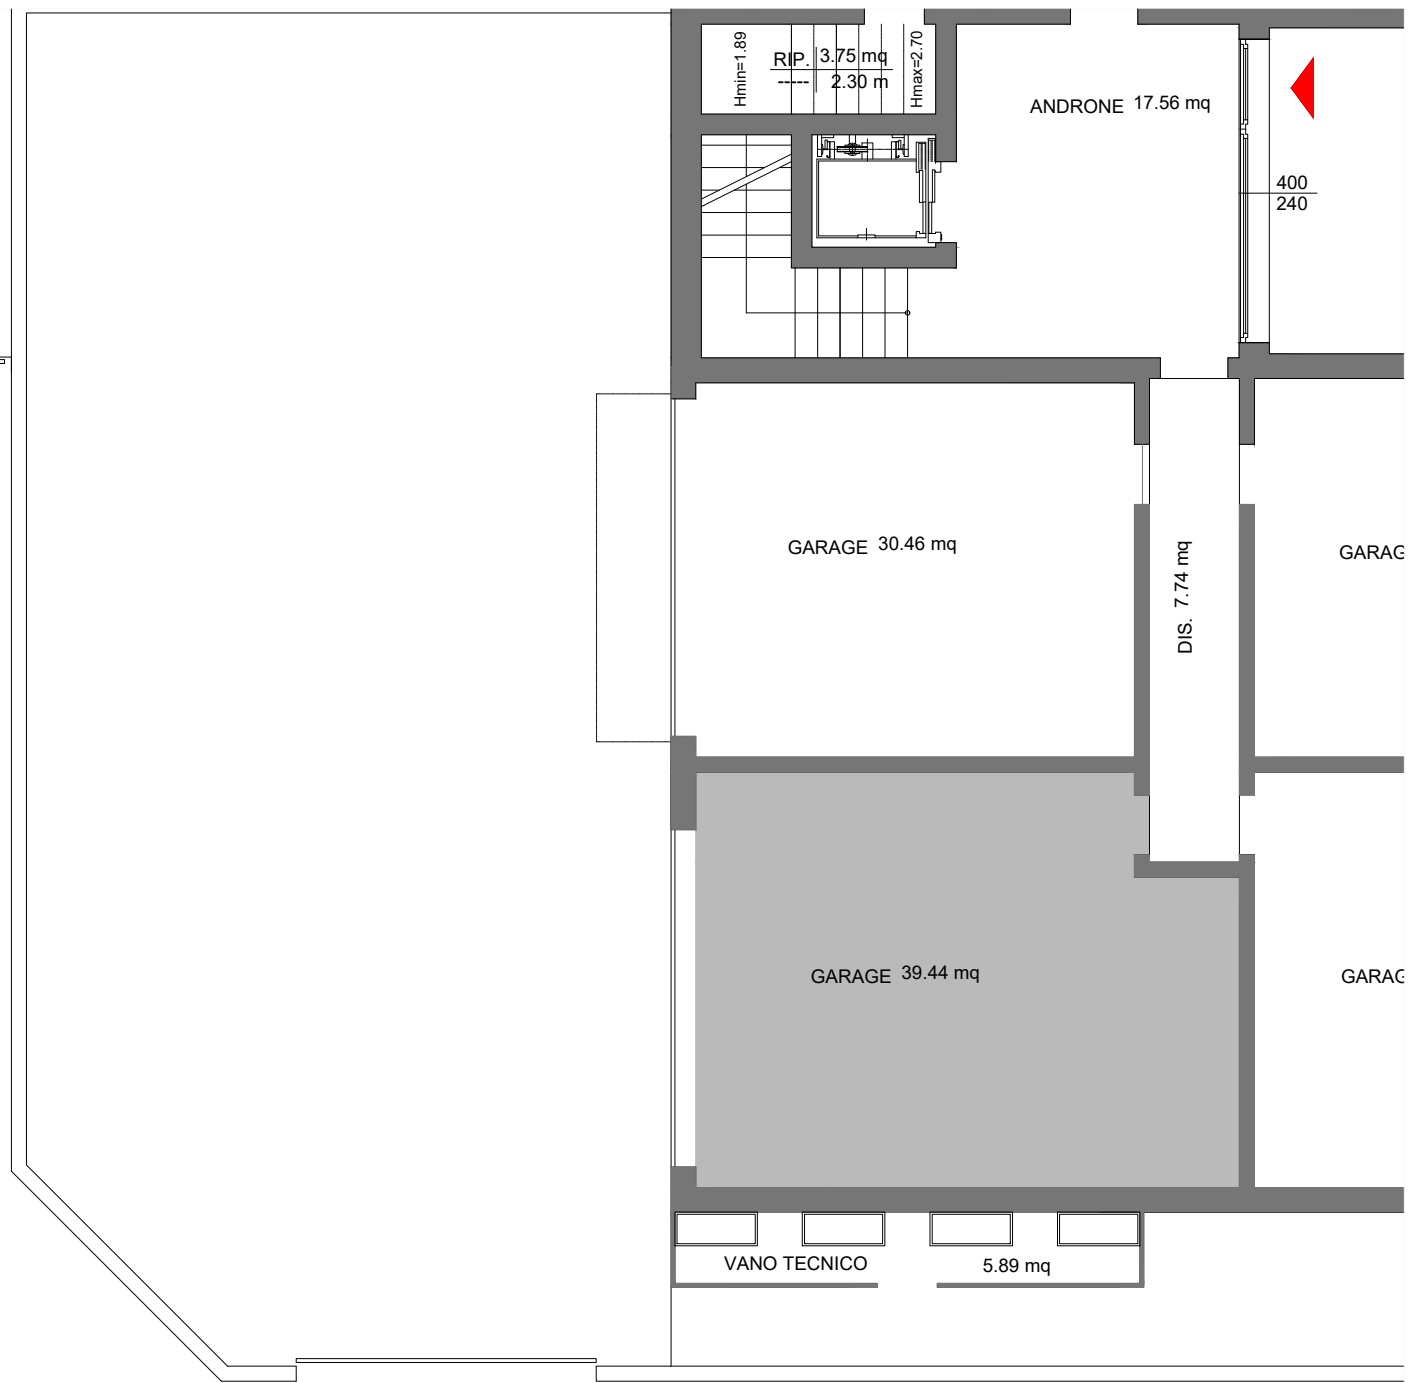 Hmin=1.89
RIP. 3.75 mq
----- 2.30 m
Hmax=2.70
ANDRONE 17.56 mq
400
240
GARAGE 30.46 mq
GARAG
DIS. 7.74 mq
GARAGE 39.44 mq
GARAG
VANO TECNICO 5.89 mq